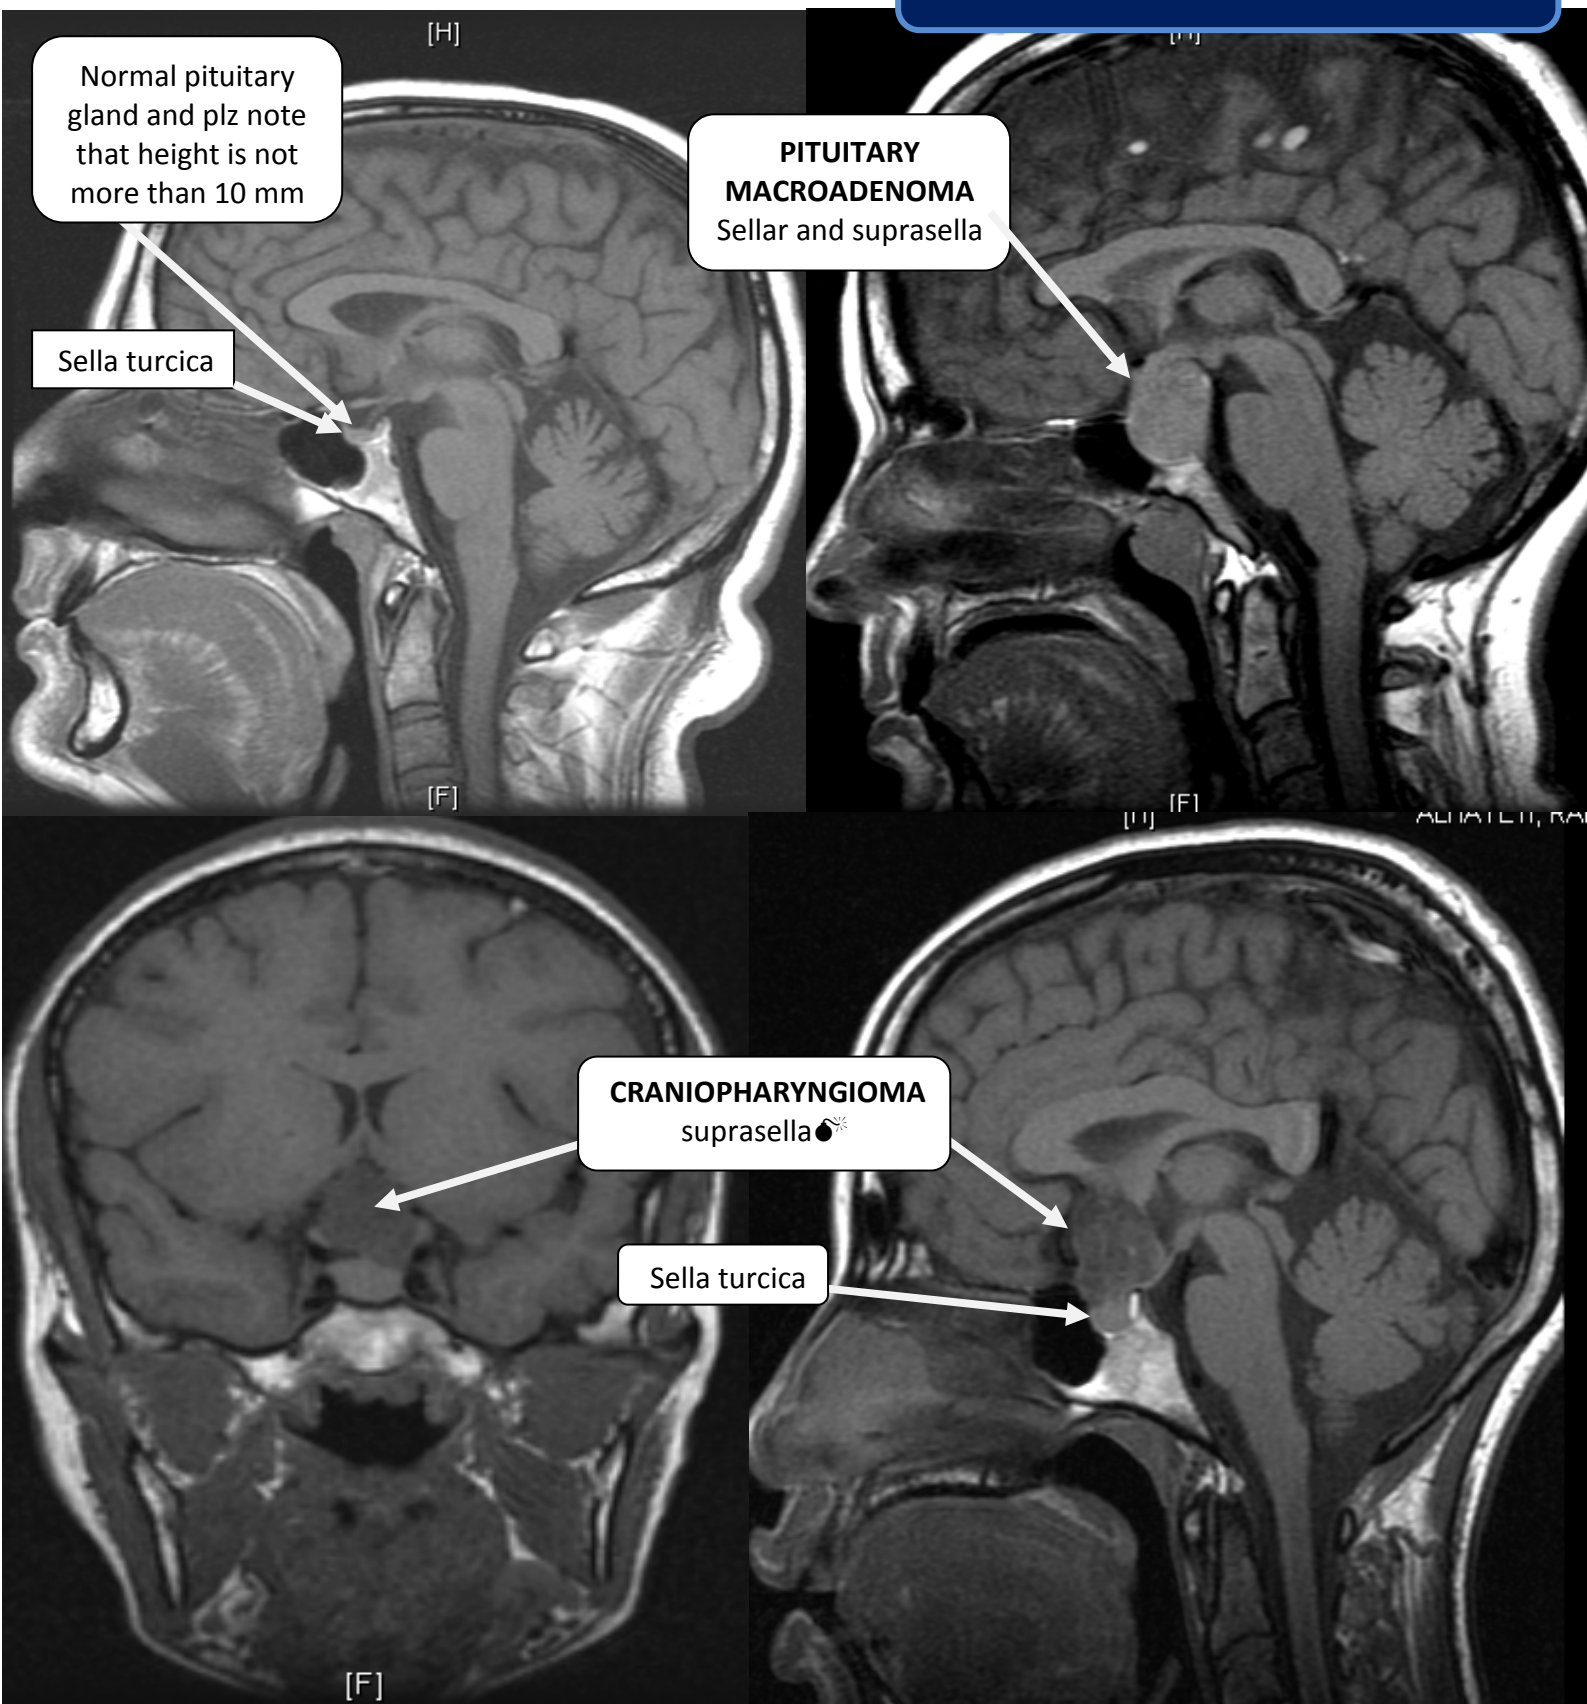 [H]
Normal pituitary
gland and plz note
that height is not
more than 10 mm
Sella turcica
[F]
[H]
PITUITARY
MACROADENOMA
Sellar and suprasella
[F]
CRANIOPHARYNGIOMA
suprasella💣
Sella turcica
[F]
[H]